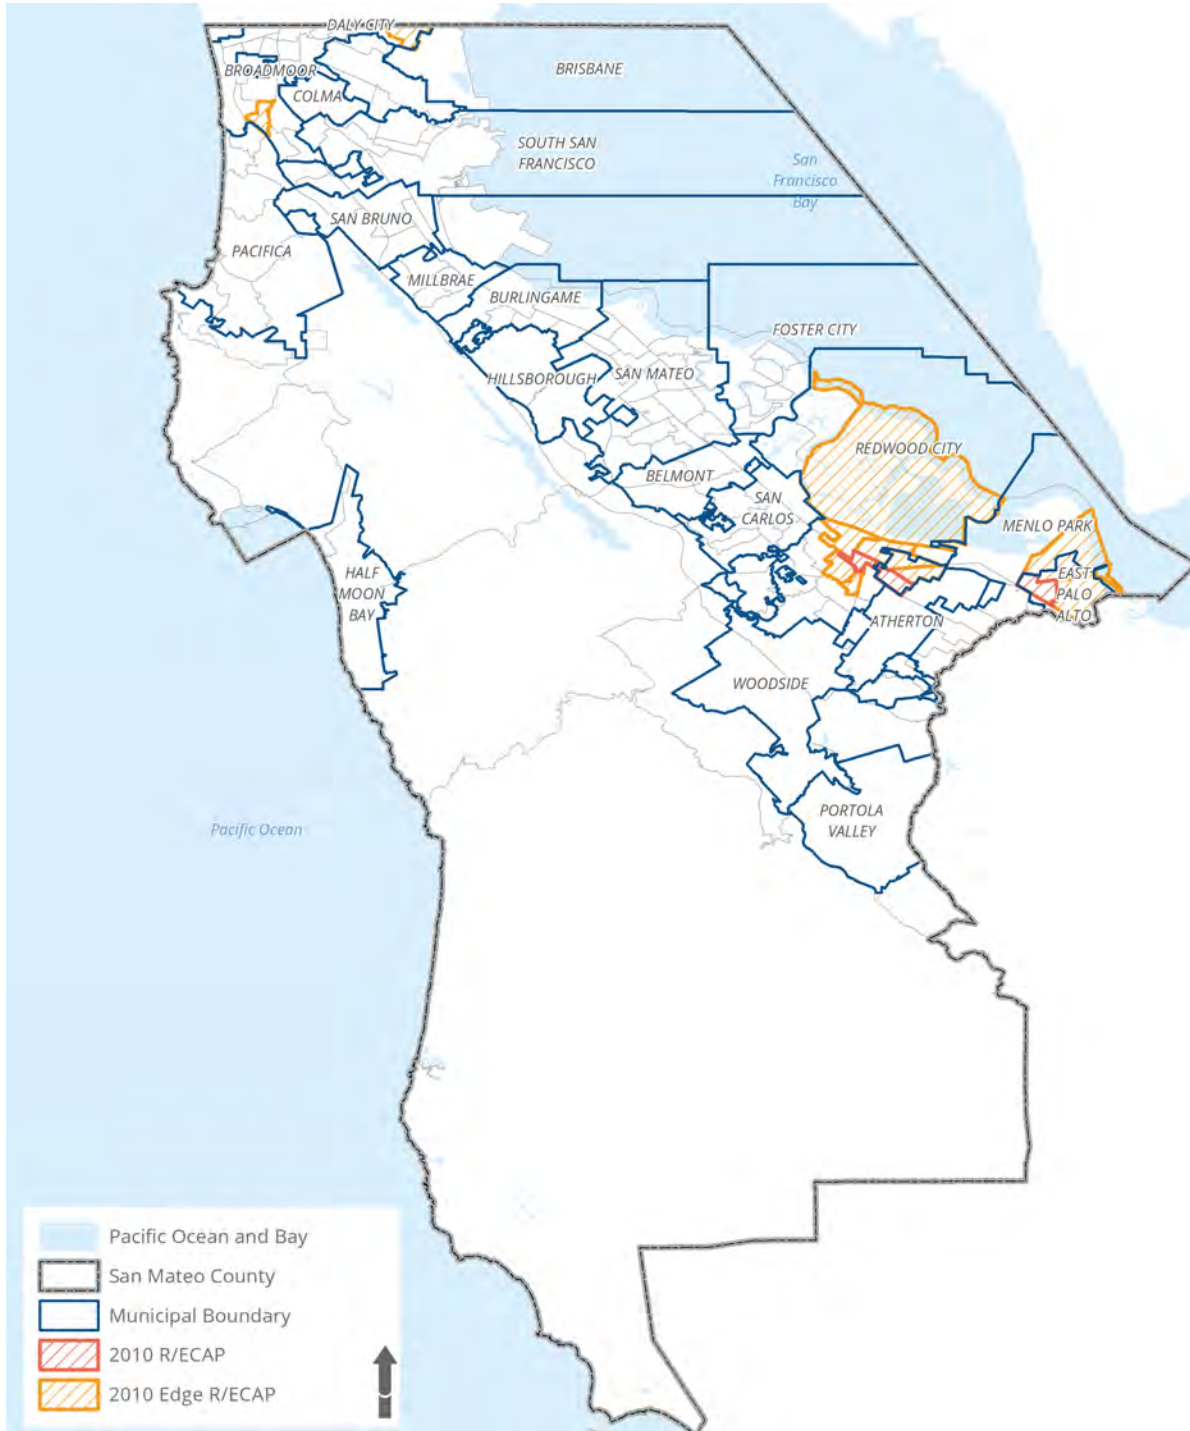 DALY CITY
BROADMOOR
BRISBANE
COLMA
SOUTH SAN
FRANCISCO
San
Francisco
Bay
SAN BRUNO
PACIFICA
MILLBRAE
BURLINGAME
FOSTER CITY
HILLSBOROUGH
SAN MATEO
REDWOOD CITY
BELMONT
SAN
CARLOS
MENLO PARK
HALF
MOON
BAY
EAST
PALO
ALTO
ATHERTON
WOODSIDE
PORTOLA
VALLEY
Pacific Ocean
Pacific Ocean and Bay
San Mateo County
Municipal Boundary
2010 R/ECAP
2010 Edge R/ECAP